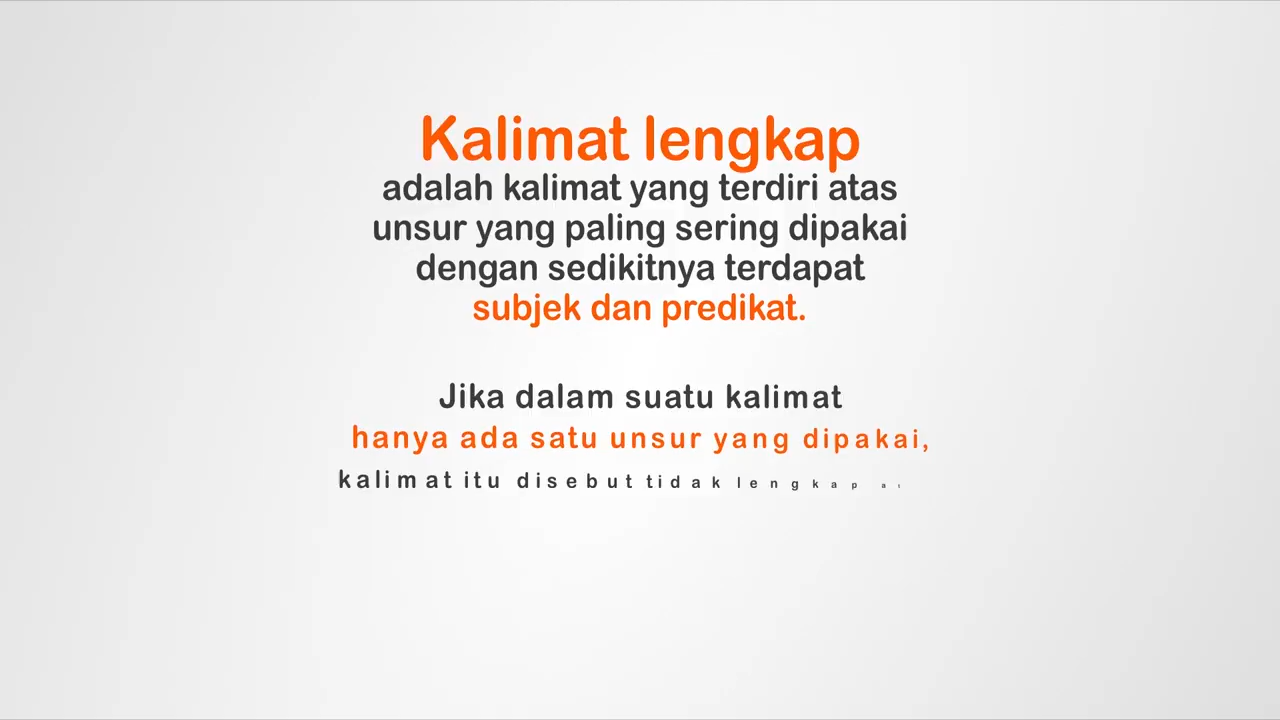 Kalimat lengkap
adalah kalimat yang terdiri atas
unsur yang paling sering dipakai
dengan sedikitnya terdapat
subjek dan predikat.
Jika dalam suatu kalimat
hanya ada satu unsur yang dipakai,
kalimat itu disebut tidak lengkap